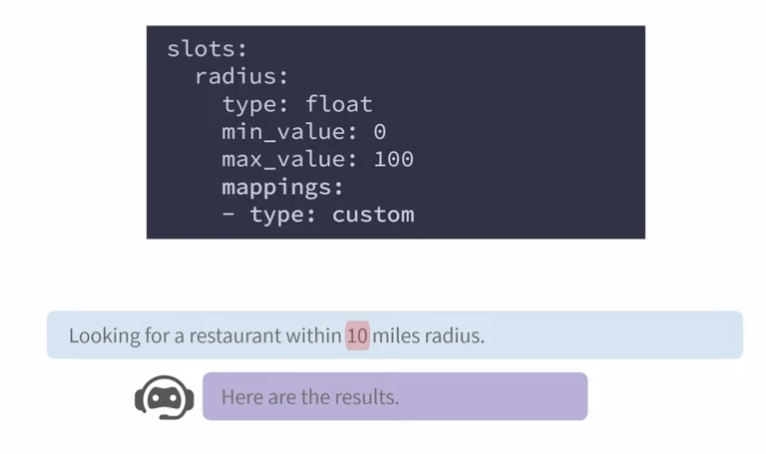 slots:
  radius:
    type: float
    min_value: 0
    max_value: 100
    mappings:
    - type: custom
Looking for a restaurant within 10 miles radius.
Here are the results.